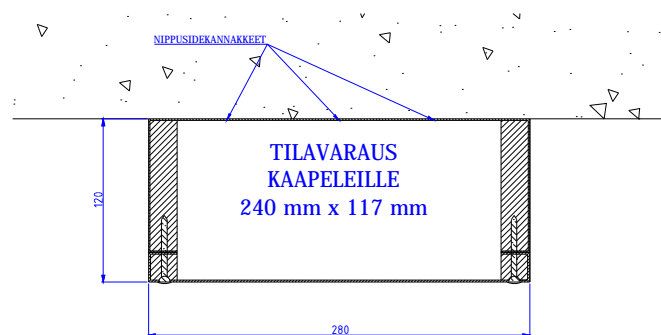 NIPPUSIDEKANNAKKEET
TILAVARAUS
KAAPELEILLE
240 mm x 117 mm
120
280